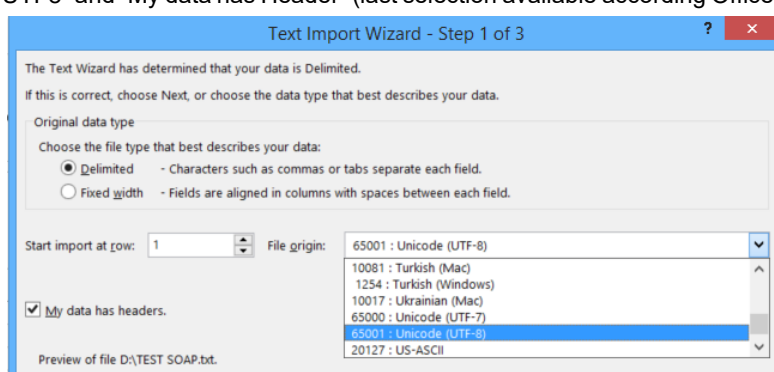 and "My data has Header" (last selection available according Office
Text Import Wizard - Step 1 of 3 ? ×
The Text Wizard has determined that your data is Delimited.
If this is correct, choose Next, or choose the data type that best describes your data.
Original data type
Choose the file type that best describes your data:
Delimited - Characters such as commas or tabs separate each field.
Fixed width - Fields are aligned in columns with spaces between each field.
Start import at row: 1 File origin: 65001 : Unicode (UTF-8)
10081 : Turkish (Mac)
1254 : Turkish (Windows)
10017 : Ukrainian (Mac)
65000 : Unicode (UTF-7)
65001 : Unicode (UTF-8)
20127 : US-ASCII
My data has headers.
Preview of file D:\TEST SOAP.txt.